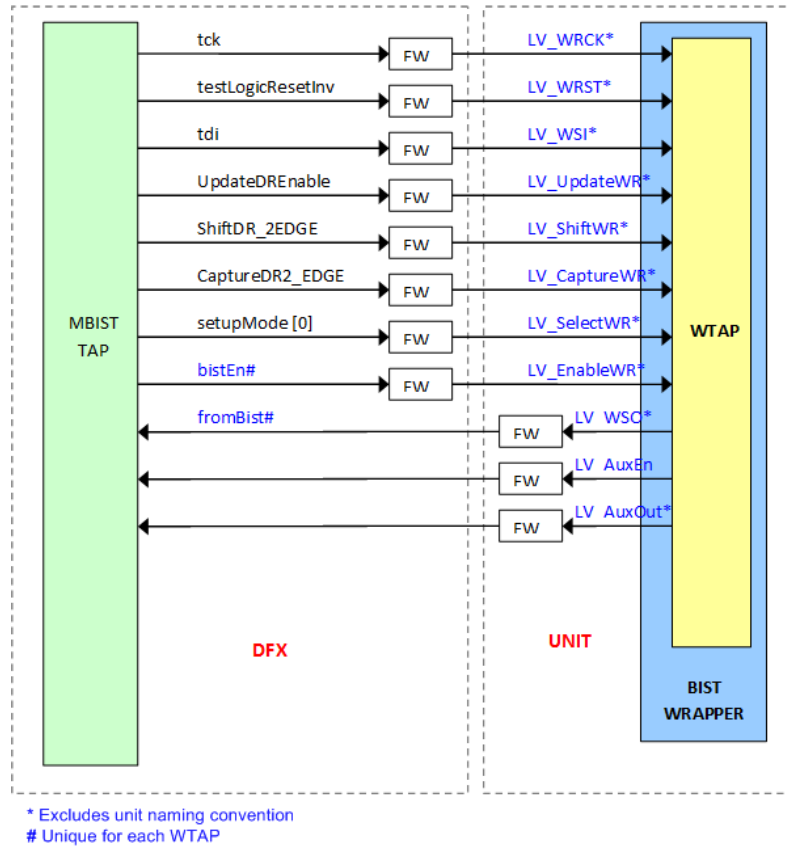 tck
FW
LV_WRCK*
testLogicResetInv
FW
LV_WRST*
tdi
FW
LV_WSI*
UpdateDREnable
FW
LV_UpdateWR*
ShiftDR_2EDGE
FW
LV_ShiftWR*
CaptureDR2_EDGE
FW
LV_CaptureWR*
MBIST
TAP
setupMode [0]
FW
LV_SelectWR*
WTAP
bistEn#
FW
LV_EnableWR*
fromBist#
FW
LV_WSO*
FW
LV_AuxEn
FW
LV_AuxOut*
DFX
UNIT
BIST
WRAPPER
* Excludes unit naming convention
# Unique for each WTAP